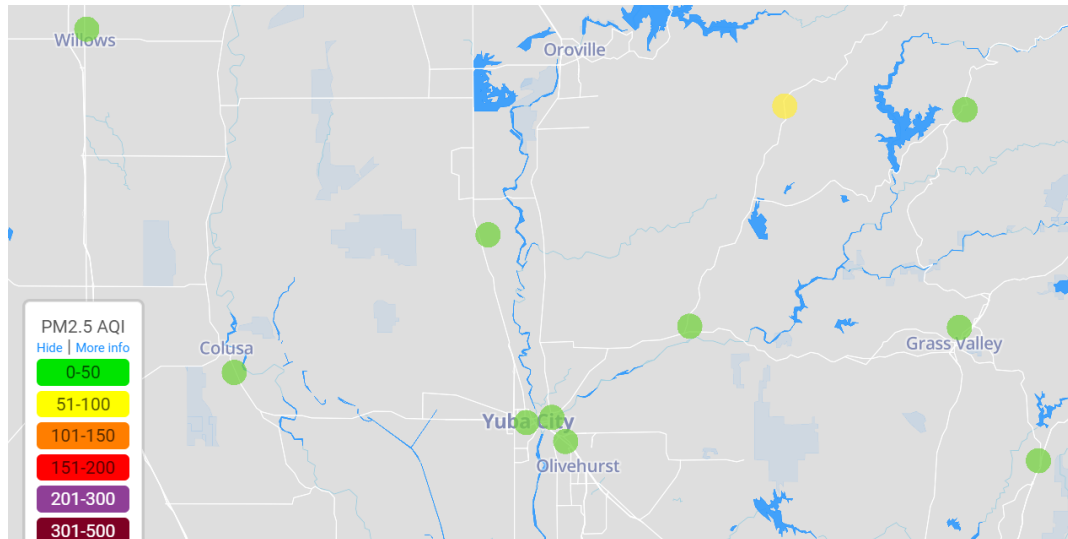 Willows
Oroville
PM2.5 AQI
Hide | More info
0-50
51-100
101-150
151-200
201-300
301-500
Colusa
Grass Valley
Yuba City
Olivehurst